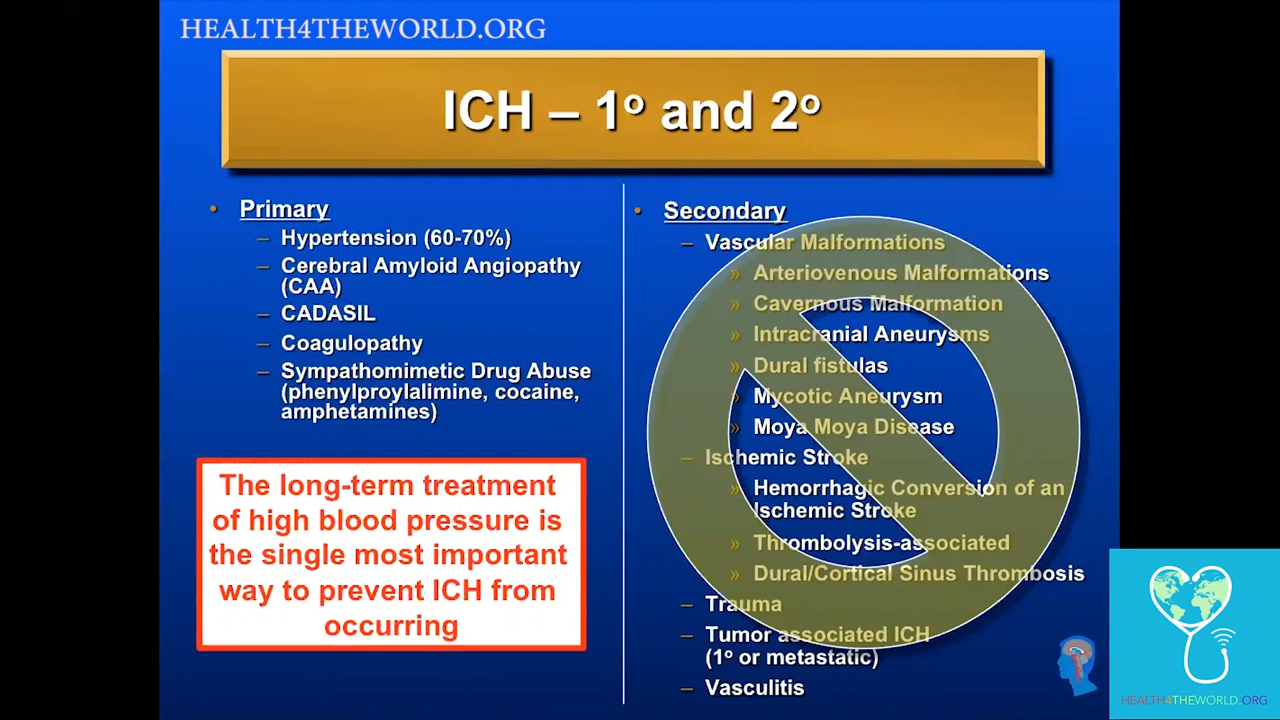 HEALTH4THEWORLD.ORG
ICH – 1º and 2º
• Primary
– Hypertension (60-70%)
– Cerebral Amyloid Angiopathy
(CAA)
– CADASIL
– Coagulopathy
– Sympathomimetic Drug Abuse
(phenylproylalimine, cocaine,
amphetamines)
The long-term treatment
of high blood pressure is
the single most important
way to prevent ICH from
occurring
• Secondary
– Vascular Malformations
» Arteriovenous Malformations
» Cavernous Malformation
» Intracranial Aneurysms
» Dural fistulas
» Mycotic Aneurysm
» Moya Moya Disease
– Ischemic Stroke
» Hemorrhagic Conversion of an
Ischemic Stroke
» Thrombolysis-associated
» Dural/Cortical Sinus Thrombosis
– Trauma
– Tumor associated ICH
(1º or metastatic)
– Vasculitis
HEALTH4THEWORLD.ORG